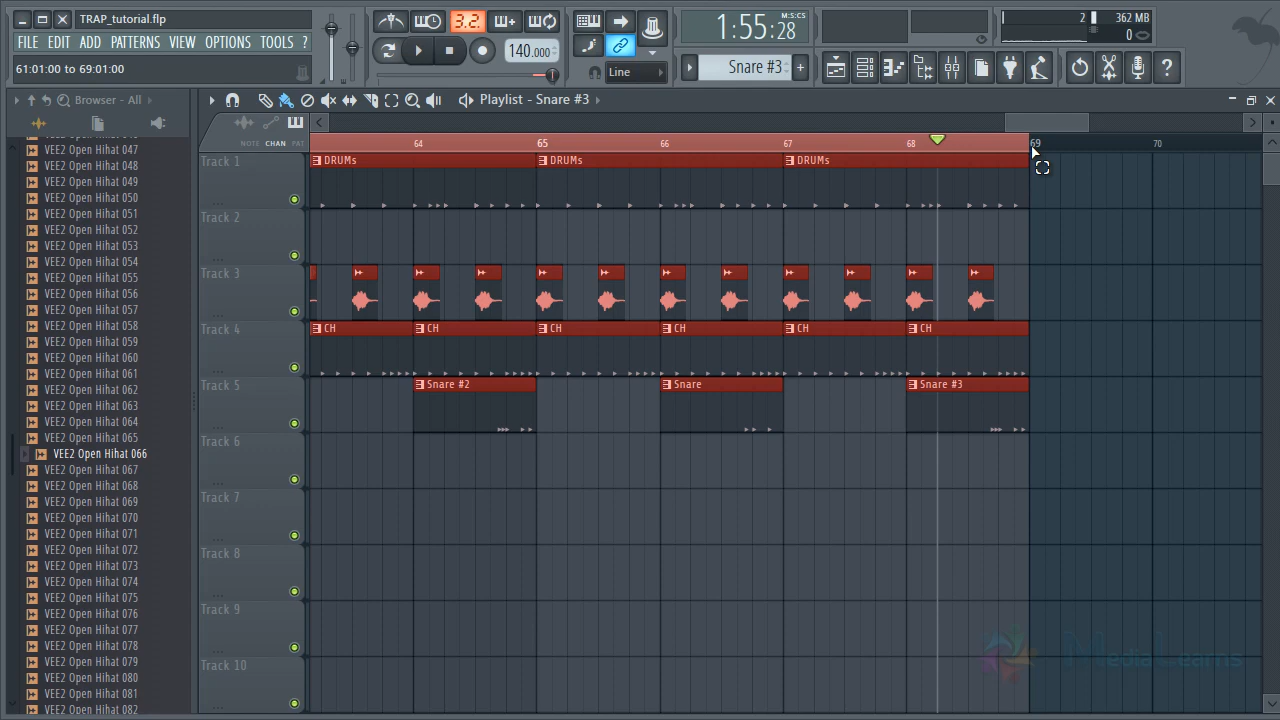 TRAP_tutorial.flp
FILE EDIT ADD PATTERNS VIEW OPTIONS TOOLS ?
61:01:00 to 69:01:00
3.2.
140.000
Line
M:S:CS
1:55:28
Snare #3
2
362 MB
0
Browser - All
Playlist - Snare #3
NOTE CHAN PAT
64 65 66 67 68 69 70
VEE2 Open Hihat 047
VEE2 Open Hihat 048
VEE2 Open Hihat 049
VEE2 Open Hihat 050
VEE2 Open Hihat 051
VEE2 Open Hihat 052
VEE2 Open Hihat 053
VEE2 Open Hihat 054
VEE2 Open Hihat 055
VEE2 Open Hihat 056
VEE2 Open Hihat 057
VEE2 Open Hihat 058
VEE2 Open Hihat 059
VEE2 Open Hihat 060
VEE2 Open Hihat 061
VEE2 Open Hihat 062
VEE2 Open Hihat 063
VEE2 Open Hihat 064
VEE2 Open Hihat 065
VEE2 Open Hihat 066
VEE2 Open Hihat 067
VEE2 Open Hihat 068
VEE2 Open Hihat 069
VEE2 Open Hihat 070
VEE2 Open Hihat 071
VEE2 Open Hihat 072
VEE2 Open Hihat 073
VEE2 Open Hihat 074
VEE2 Open Hihat 075
VEE2 Open Hihat 076
VEE2 Open Hihat 077
VEE2 Open Hihat 078
VEE2 Open Hihat 079
VEE2 Open Hihat 080
VEE2 Open Hihat 081
VEE2 Open Hihat 082
Track 1
DRUMs DRUMs DRUMs
Track 2
Track 3
Track 4
CH CH CH CH CH CH
Track 5
Snare #2 Snare Snare #3
Track 6
Track 7
Track 8
Track 9
Track 10
MediaLearns